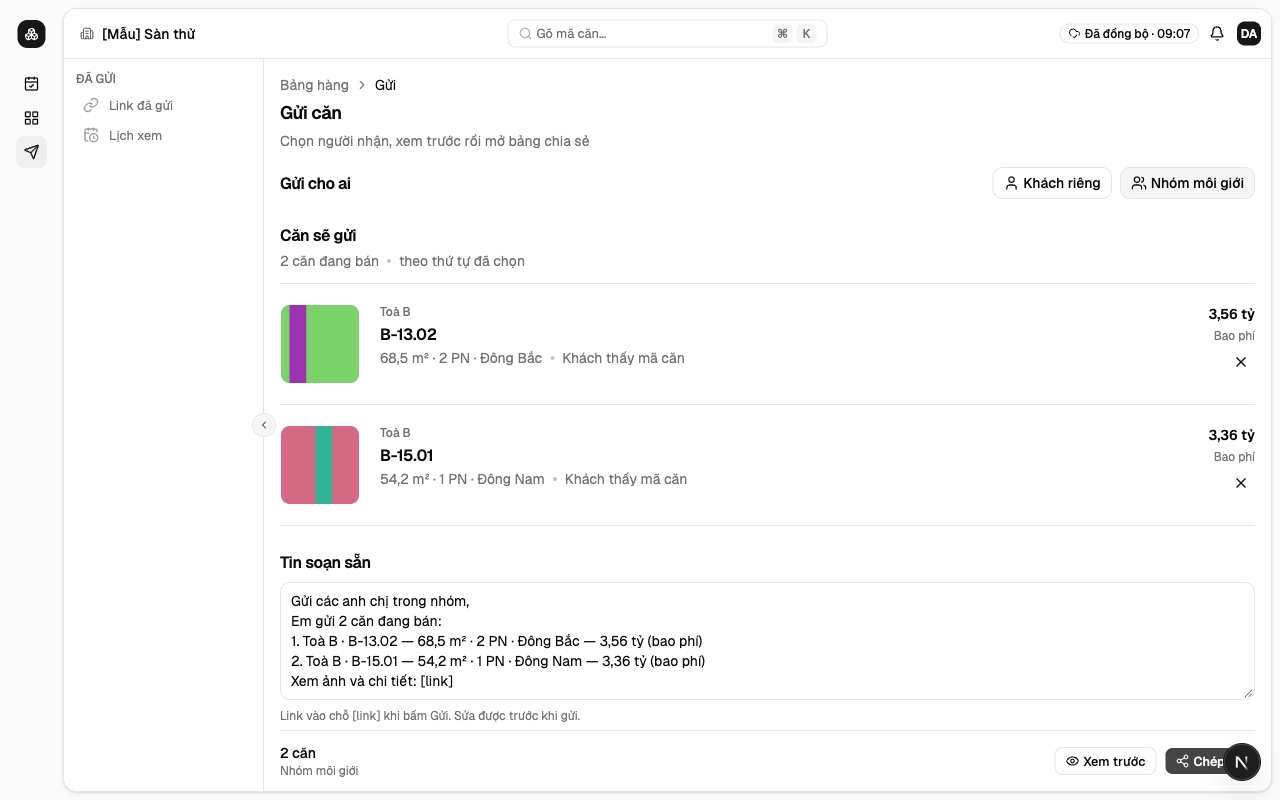 [Mẫu] Sàn thử
Gõ mã căn...
⌘ K
Đã đồng bộ · 09:07
DA
ĐÃ GỬI
Link đã gửi
Lịch xem
Bảng hàng > Gửi
Gửi căn
Chọn người nhận, xem trước rồi mở bảng chia sẻ
Gửi cho ai
Khách riêng
Nhóm môi giới
Căn sẽ gửi
2 căn đang bán • theo thứ tự đã chọn
Toà B
B-13.02
68,5 m² · 2 PN · Đông Bắc • Khách thấy mã căn
3,56 tỷ
Bao phí
Toà B
B-15.01
54,2 m² · 1 PN · Đông Nam • Khách thấy mã căn
3,36 tỷ
Bao phí
Tin soạn sẵn
Gửi các anh chị trong nhóm,
Em gửi 2 căn đang bán:
1. Toà B · B-13.02 — 68,5 m² · 2 PN · Đông Bắc — 3,56 tỷ (bao phí)
2. Toà B · B-15.01 — 54,2 m² · 1 PN · Đông Nam — 3,36 tỷ (bao phí)
Xem ảnh và chi tiết: [link]
Link vào chỗ [link] khi bấm Gửi. Sửa được trước khi gửi.
2 căn
Nhóm môi giới
Xem trước
Chép
N